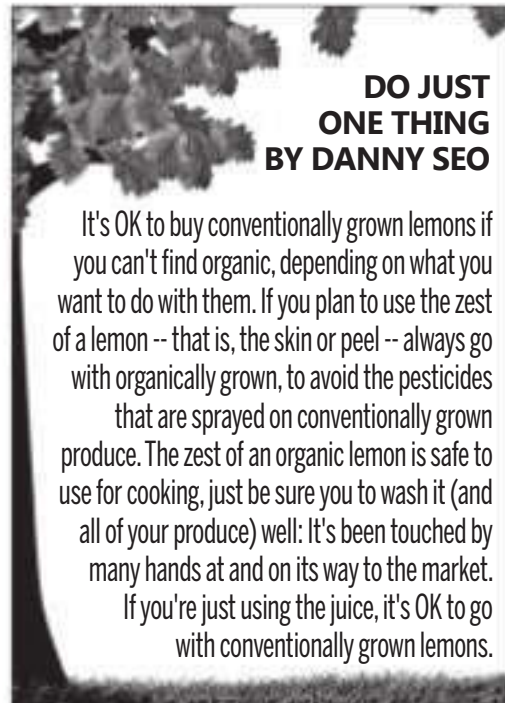 DO JUST
ONE THING
BY DANNY SEO
It's OK to buy conventionally grown lemons if
you can't find organic, depending on what you
want to do with them. If you plan to use the zest
of a lemon -- that is, the skin or peel -- always go
with organically grown, to avoid the pesticides
that are sprayed on conventionally grown
produce. The zest of an organic lemon is safe to
use for cooking, just be sure you to wash it (and
all of your produce) well: It's been touched by
many hands at and on its way to the market.
If you're just using the juice, it's OK to go
with conventionally grown lemons.